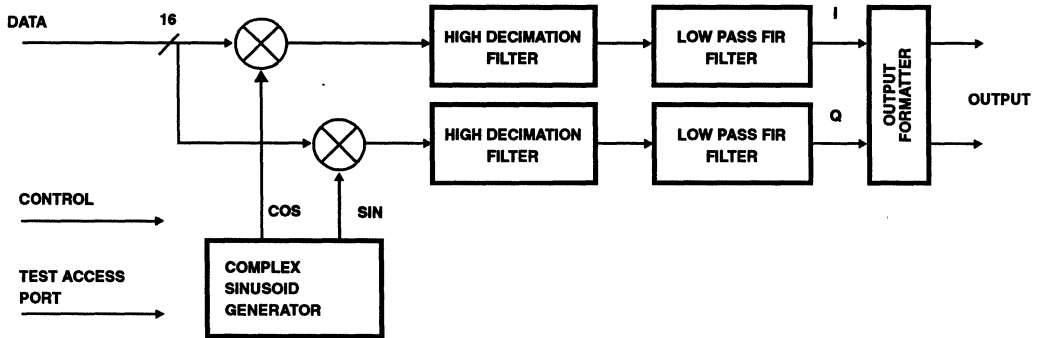 DATA
16
I
HIGH DECIMATION
FILTER
LOW PASS FIR
FILTER
OUTPUT
FORMATTER
OUTPUT
Q
HIGH DECIMATION
FILTER
LOW PASS FIR
FILTER
CONTROL
COS
SIN
TEST ACCESS
PORT
COMPLEX
SINUSOID
GENERATOR